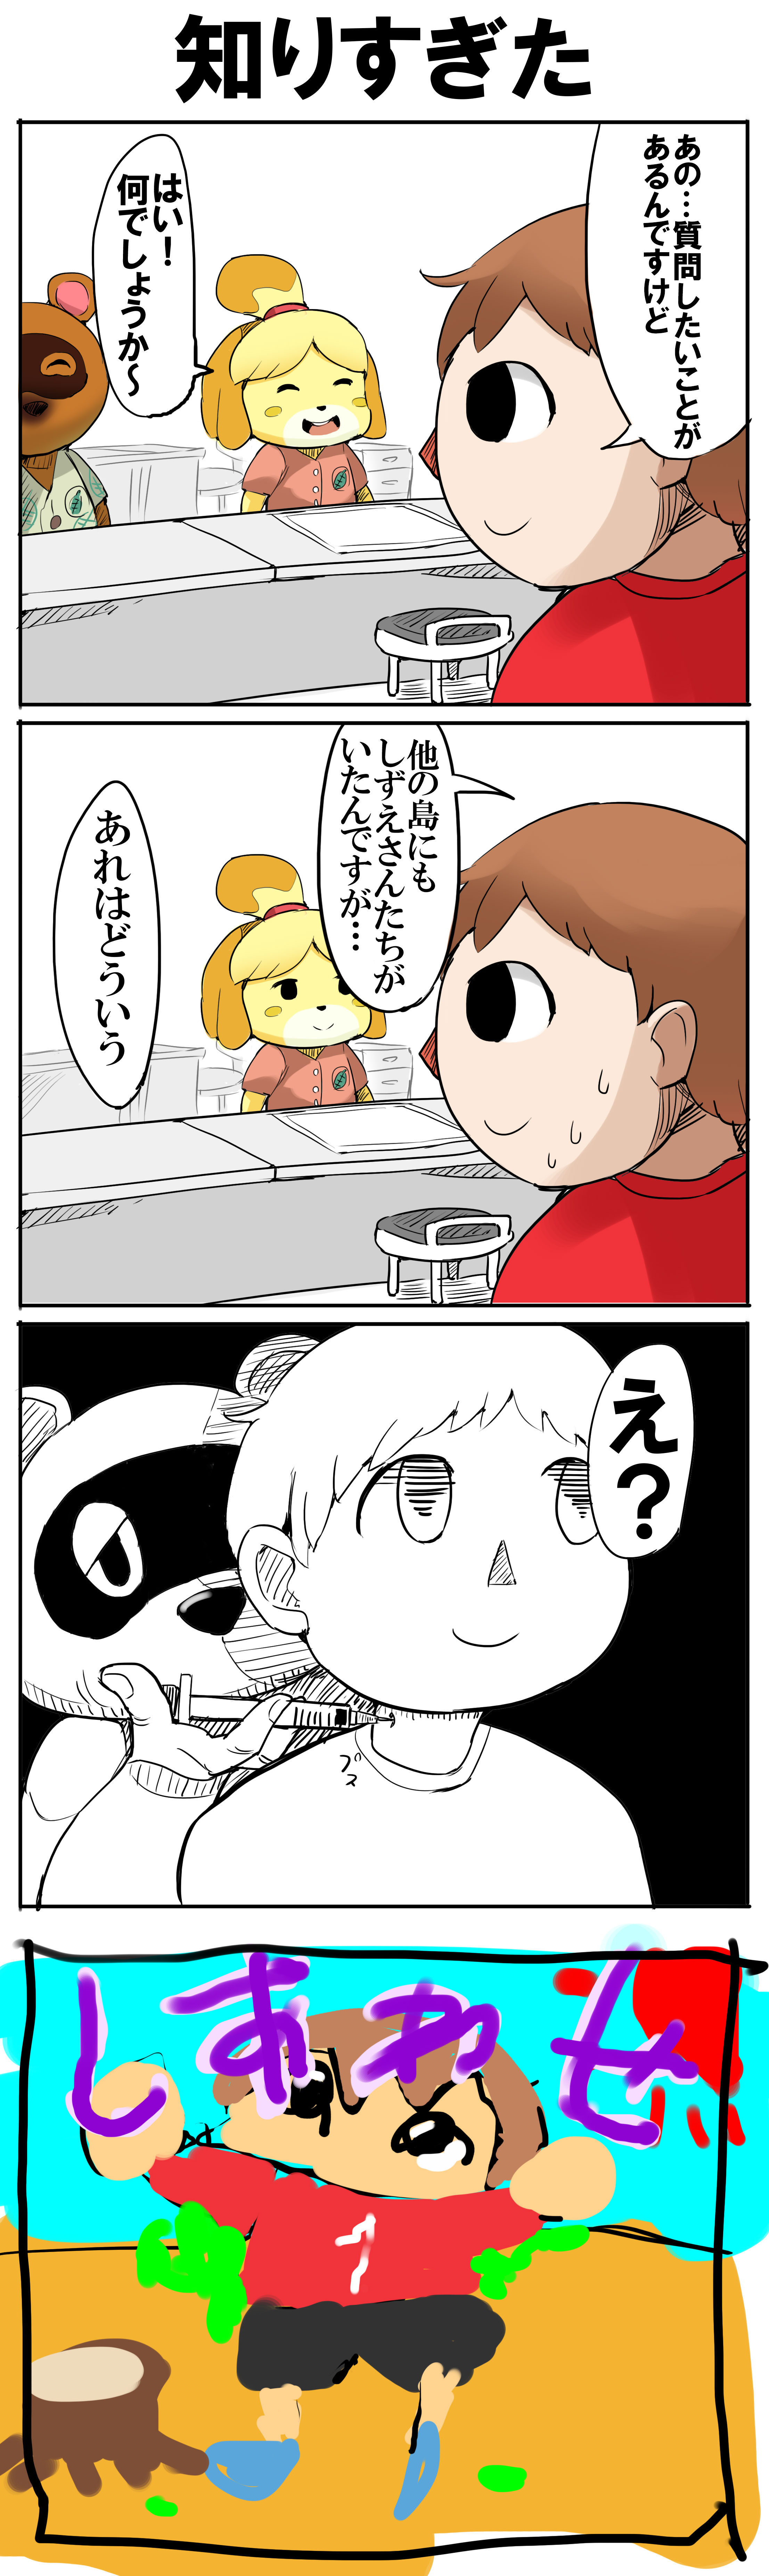 知りすぎた
あの…質問したいことが
あるんですけど
はい！
何でしょうか～
他の島にも
しずえさんたちが
いたんですが…
あれはどういう
え？
プス
しあわせ
1